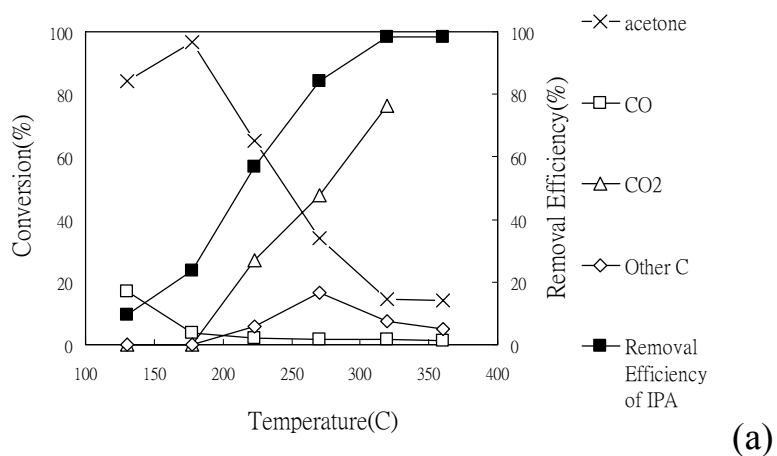 100
80
60
40
20
0
Conversion(%)
100
80
60
40
20
0
Removal Efficiency(%)
100 150 200 250 300 350 400
Temperature(C)
acetone
CO
CO2
Other C
Removal
Efficiency
of IPA
(a)